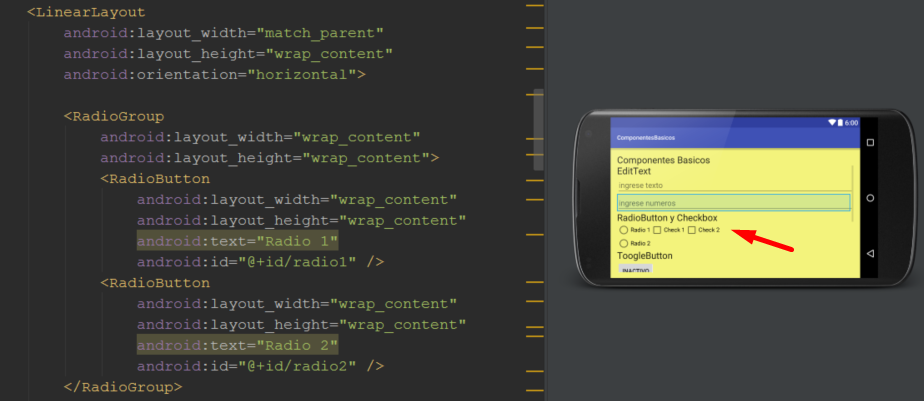 <LinearLayout
android:layout_width="match_parent"
android:layout_height="wrap_content"
android:orientation="horizontal">
<RadioGroup
android:layout_width="wrap_content"
android:layout_height="wrap_content">
<RadioButton
android:layout_width="wrap_content"
android:layout_height="wrap_content"
android:text="Radio 1"
android:id="@+id/radio1" />
<RadioButton
android:layout_width="wrap_content"
android:layout_height="wrap_content"
android:text="Radio 2"
android:id="@+id/radio2" />
</RadioGroup>
6:00
ComponentesBasicos
Componentes Basicos
EditText
ingrese texto
ingrese numeros
RadioButton y Checkbox
Radio 1 Check 1 Check 2
Radio 2
ToogleButton
INACTIVO